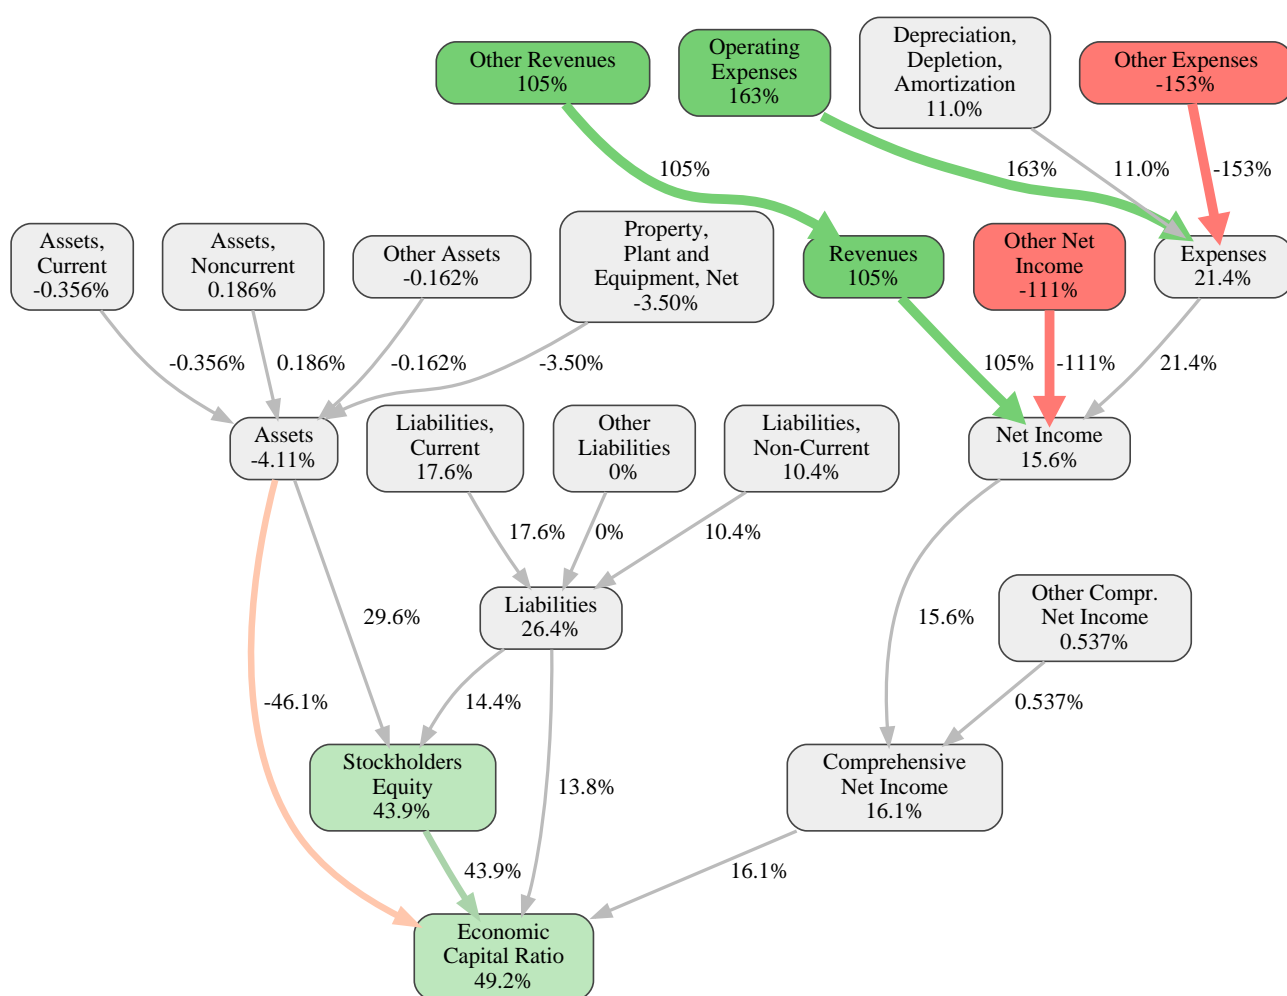 Other Revenues
105%
Operating
Expenses
163%
Depreciation,
Depletion,
Amortization
11.0%
Other Expenses
-153%
105%
163%
11.0%
-153%
Assets,
Current
-0.356%
Assets,
Noncurrent
0.186%
Other Assets
-0.162%
Property,
Plant and
Equipment, Net
-3.50%
Revenues
105%
Other Net
Income
-111%
Expenses
21.4%
-0.356%
0.186%
-0.162%
-3.50%
105%
-111%
21.4%
Assets
-4.11%
Liabilities,
Current
17.6%
Other
Liabilities
0%
Liabilities,
Non-Current
10.4%
Net Income
15.6%
17.6%
0%
10.4%
29.6%
Liabilities
26.4%
15.6%
Other Compr.
Net Income
0.537%
-46.1%
14.4%
0.537%
Stockholders
Equity
43.9%
13.8%
Comprehensive
Net Income
16.1%
43.9%
16.1%
Economic
Capital Ratio
49.2%